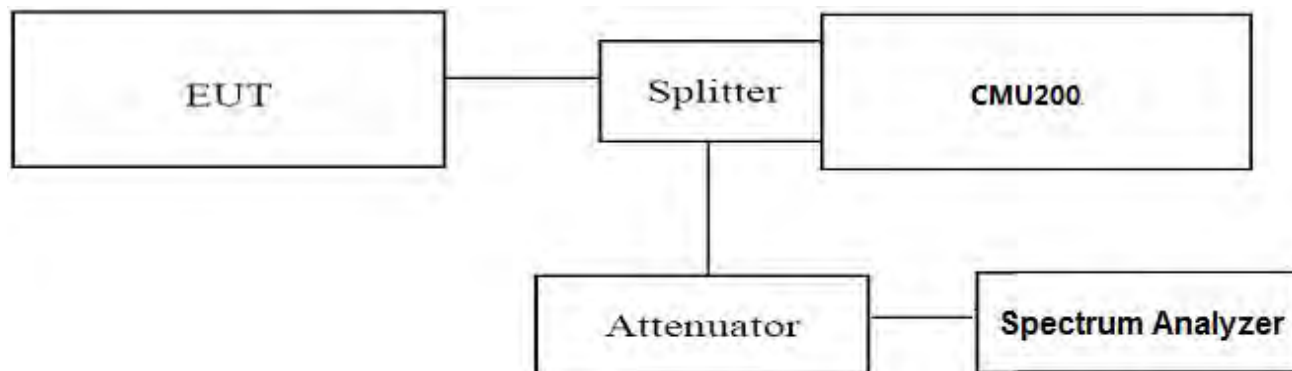 EUT
Splitter
CMU200
Attenuator
Spectrum Analyzer